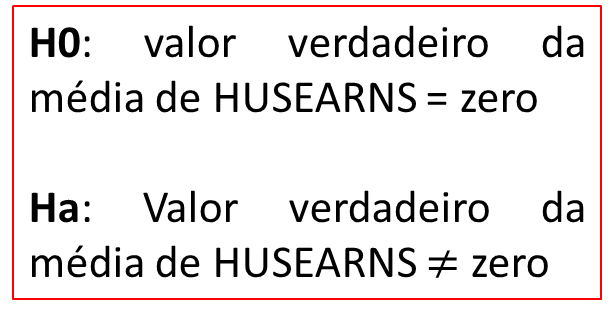 H0: valor verdadeiro da
média de HUSEARNS = zero
Ha: Valor verdadeiro da
média de HUSEARNS ≠ zero